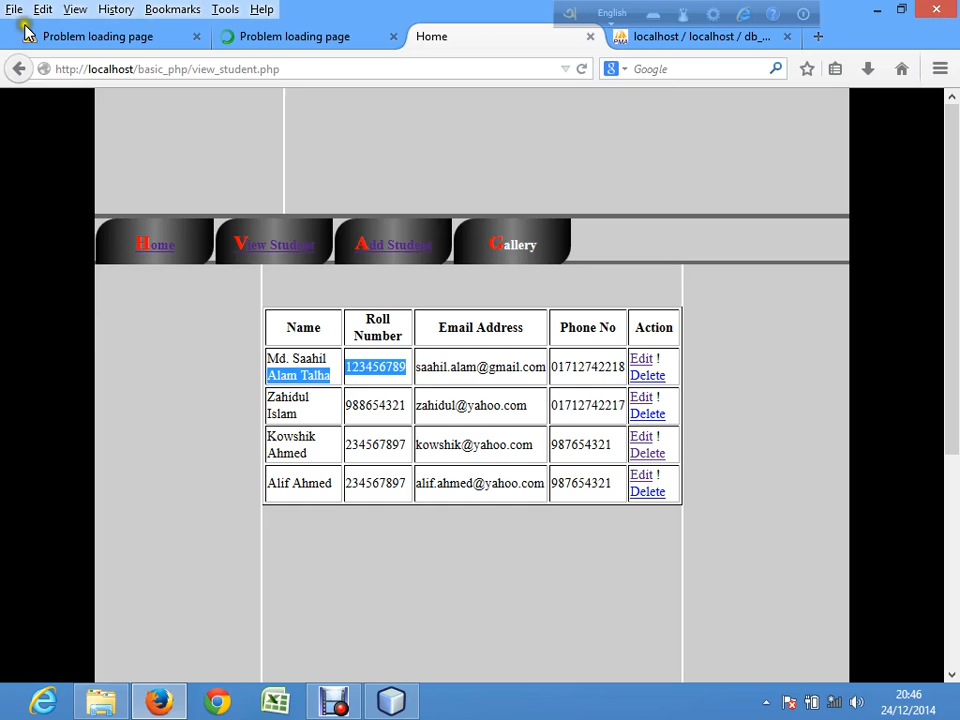 File Edit View History Bookmarks Tools Help
English
Problem loading page
Problem loading page
Home
localhost / localhost / db_...
http://localhost/basic_php/view_student.php
Google
Home
View Student
Add Student
Gallery
Name Roll Number Email Address Phone No Action
Md. Saahil Alam Talha 123456789 saahil.alam@gmail.com 01712742218 Edit ! Delete
Zahidul Islam 988654321 zahidul@yahoo.com 01712742217 Edit ! Delete
Kowshik Ahmed 234567897 kowshik@yahoo.com 987654321 Edit ! Delete
Alif Ahmed 234567897 alif.ahmed@yahoo.com 987654321 Edit ! Delete
20:46
24/12/2014